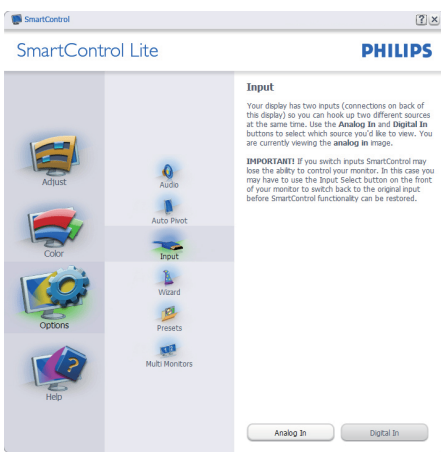 SmartControl
? x
SmartControl Lite
PHILIPS
Adjust
Color
Options
Help
Audio
Auto Pivot
Input
Wizard
Presets
Multi Monitors
Input
Your display has two inputs (connections on back of
this display) so you can hook up two different sources
at the same time. Use the Analog In and Digital In
buttons to select which source you'd like to view. You
are currently viewing the analog in image.
IMPORTANT! If you switch inputs SmartControl may
lose the ability to control your monitor. In this case you
may have to use the Input Select button on the front
of your monitor to switch back to the original input
before SmartControl functionality can be restored.
Analog In
Digital In